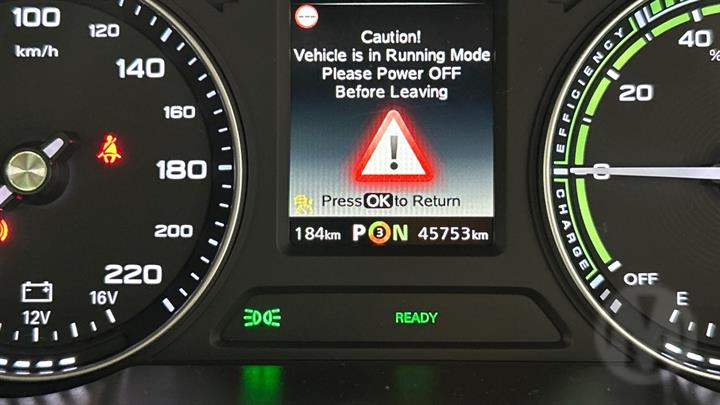 100
120
km/h
140
160
180
200
220
12V
16V
Caution!
Vehicle is in Running Mode
Please Power OFF
Before Leaving
!
Press OK to Return
184km P 3 N 45753km
READY
EFFICIENCY
CHARGE
40
%
20
0
OFF
E